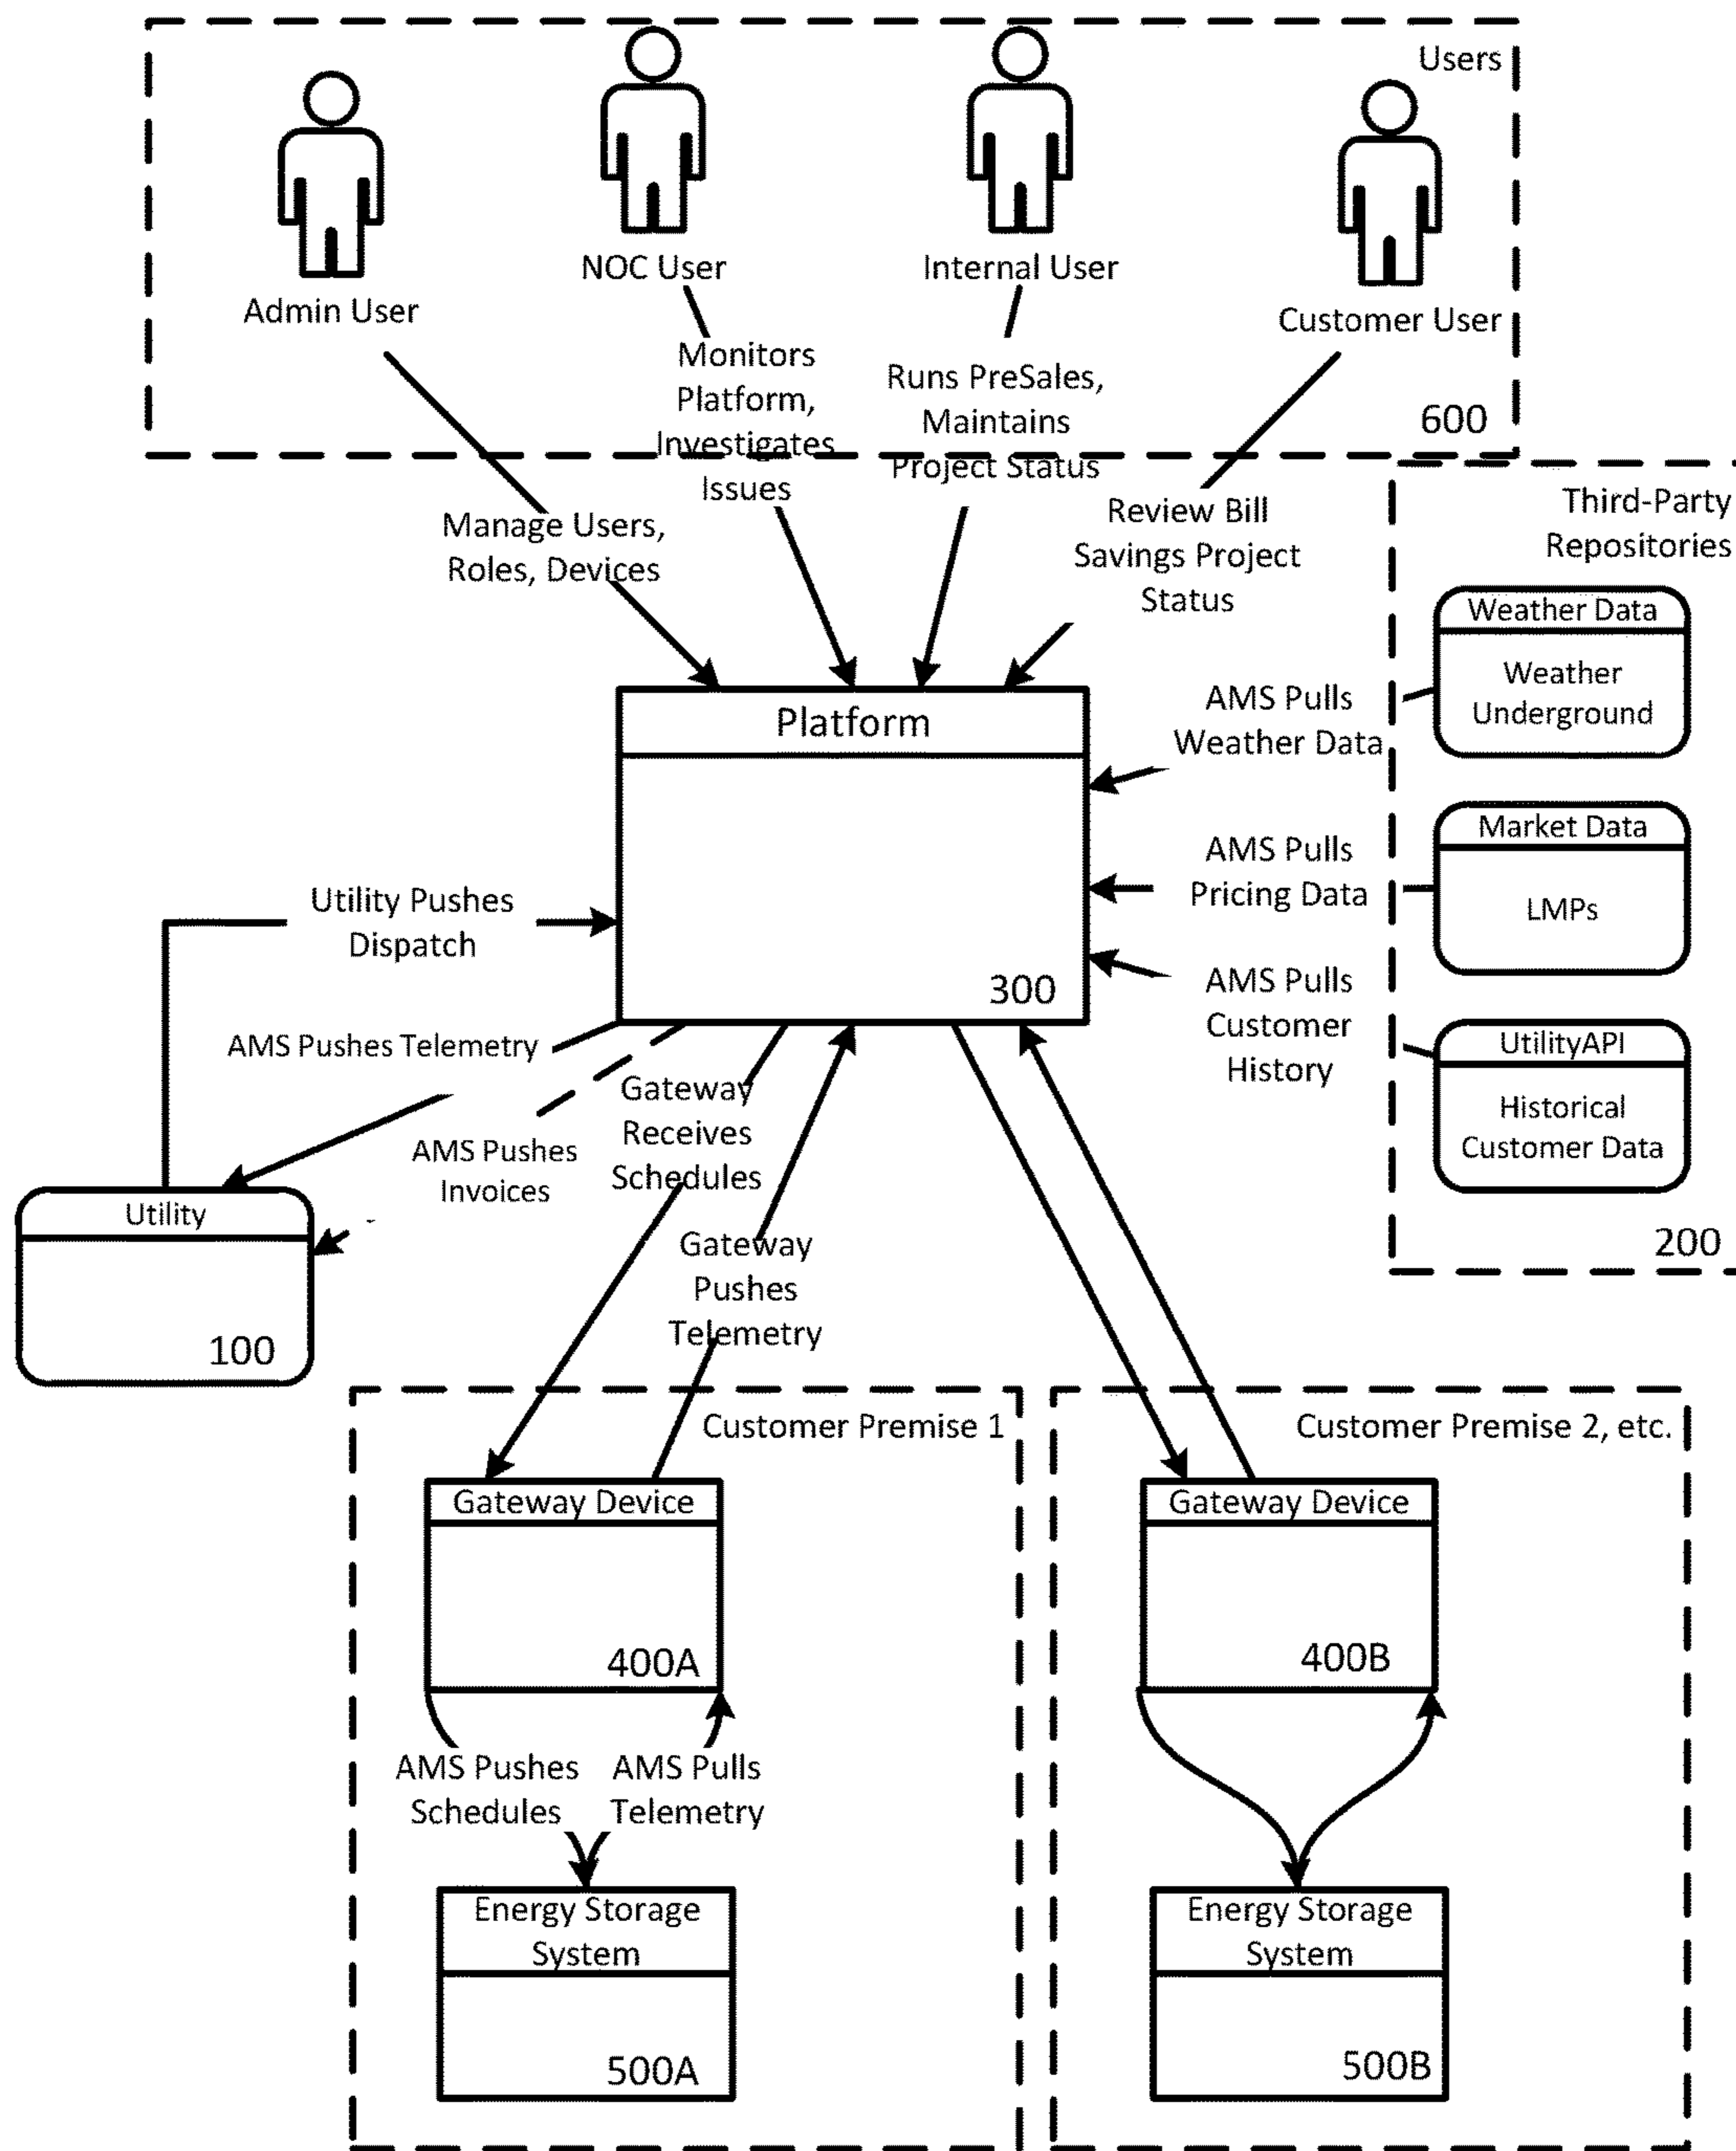 Users
Admin User
NOC User
Internal User
Customer User
600
Monitors
Platform,
Investigates
Issues
Runs PreSales,
Maintains
Project Status
Manage Users,
Roles, Devices
Review Bill
Savings Project
Status
Third-Party
Repositories
Weather Data
Weather
Underground
Market Data
LMPs
UtilityAPI
Historical
Customer Data
200
AMS Pulls
Weather Data
AMS Pulls
Pricing Data
AMS Pulls
Customer
History
Platform
300
Utility Pushes
Dispatch
AMS Pushes Telemetry
AMS Pushes
Invoices
Utility
100
Gateway
Receives
Schedules
Gateway
Pushes
Telemetry
Customer Premise 1
Gateway Device
400A
AMS Pushes
Schedules
AMS Pulls
Telemetry
Energy Storage
System
500A
Customer Premise 2, etc.
Gateway Device
400B
Energy Storage
System
500B